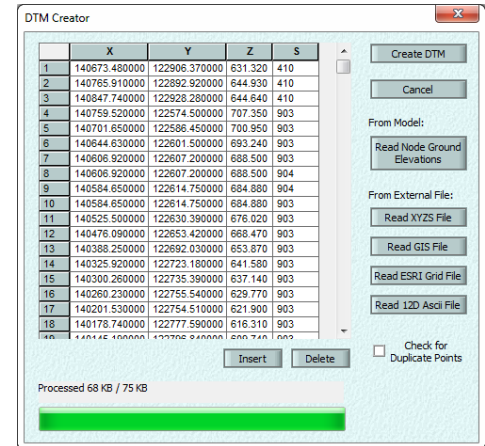 DTM Creator
X Y Z S
1 140673.480000 122906.370000 631.320 410
2 140765.910000 122892.920000 644.930 410
3 140847.740000 122928.280000 644.640 410
4 140759.520000 122574.500000 707.350 903
5 140701.650000 122586.450000 700.950 903
6 140644.630000 122601.500000 693.240 903
7 140606.920000 122607.200000 688.500 903
8 140606.920000 122607.200000 688.500 904
9 140584.650000 122614.750000 684.880 904
10 140584.650000 122614.750000 684.880 903
11 140525.500000 122630.390000 676.020 903
12 140476.090000 122653.420000 668.470 903
13 140388.250000 122692.030000 653.870 903
14 140325.920000 122723.180000 641.580 903
15 140300.260000 122735.390000 637.140 903
16 140260.230000 122755.540000 629.770 903
17 140201.530000 122754.510000 621.900 903
18 140178.740000 122777.590000 616.310 903
Insert Delete
Processed 68 KB / 75 KB
Create DTM
Cancel
From Model:
Read Node Ground
Elevations
From External File:
Read XYZS File
Read GIS File
Read ESRI Grid File
Read 12D Ascii File
Check for
Duplicate Points